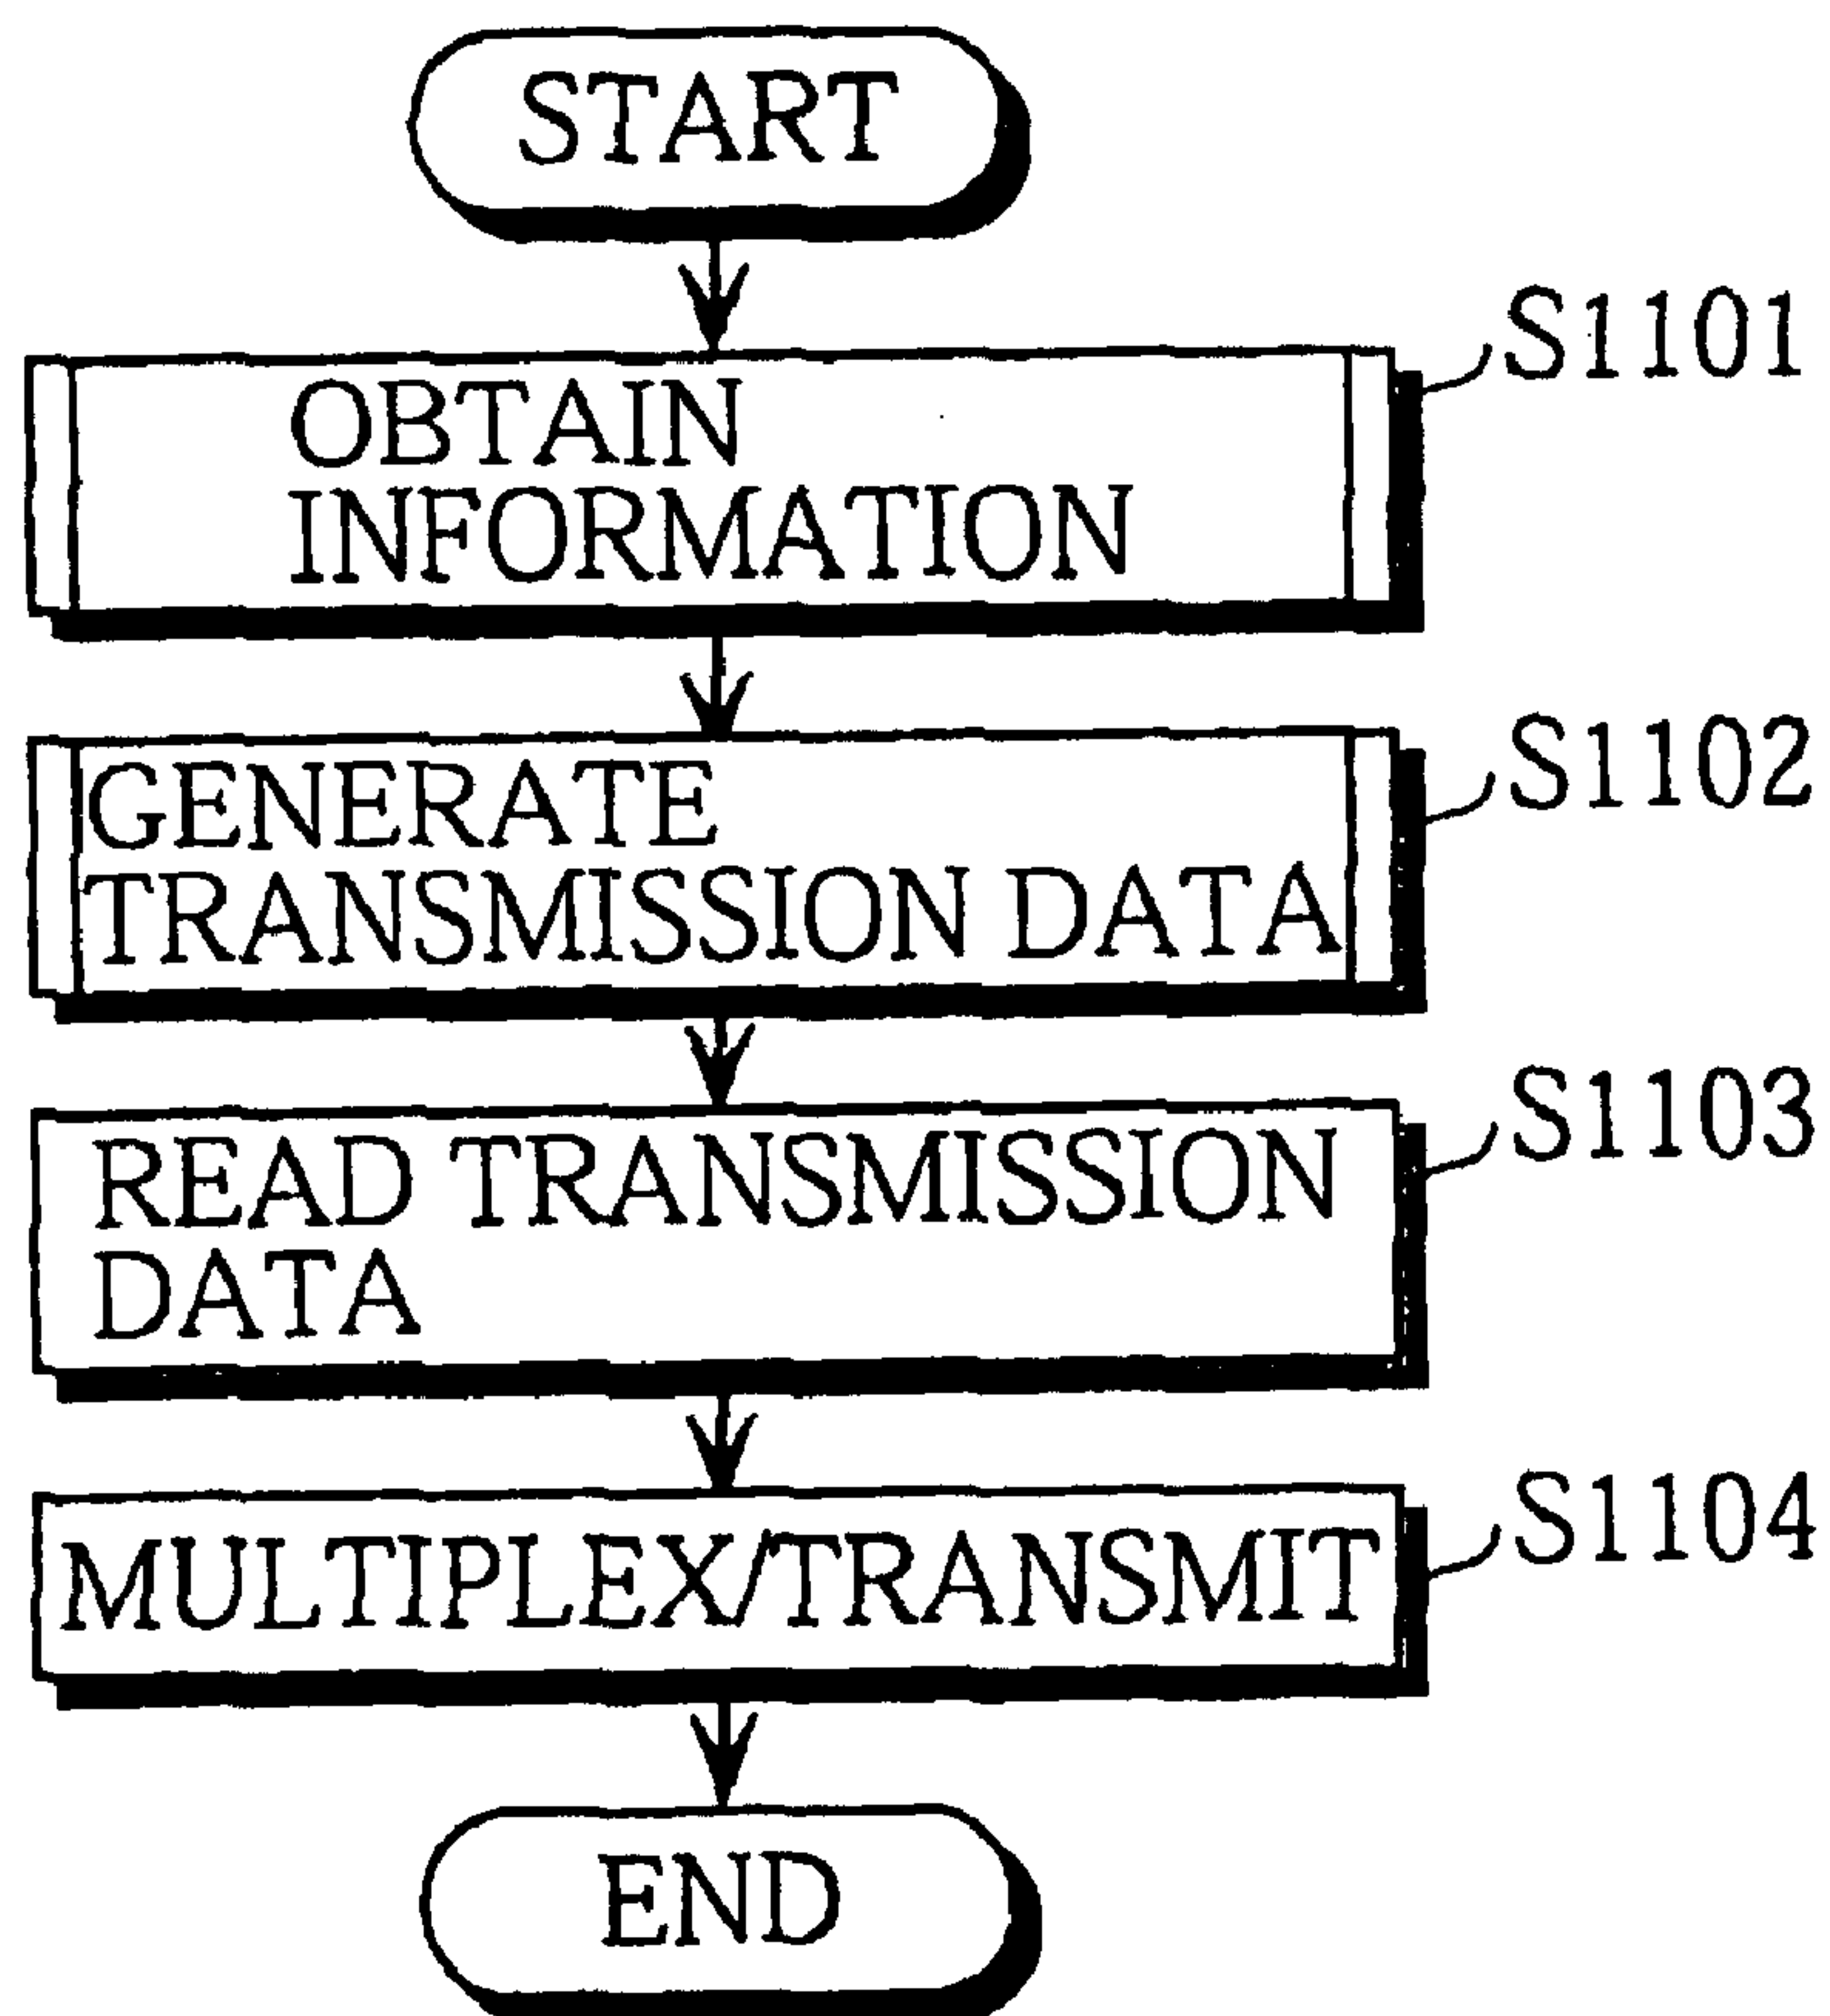 START
S1101
OBTAIN
INFORMATION
S1102
GENERATE
TRANSMISSION DATA
S1103
READ TRANSMISSION
DATA
S1104
MULTIPLEX/TRANSMIT
END